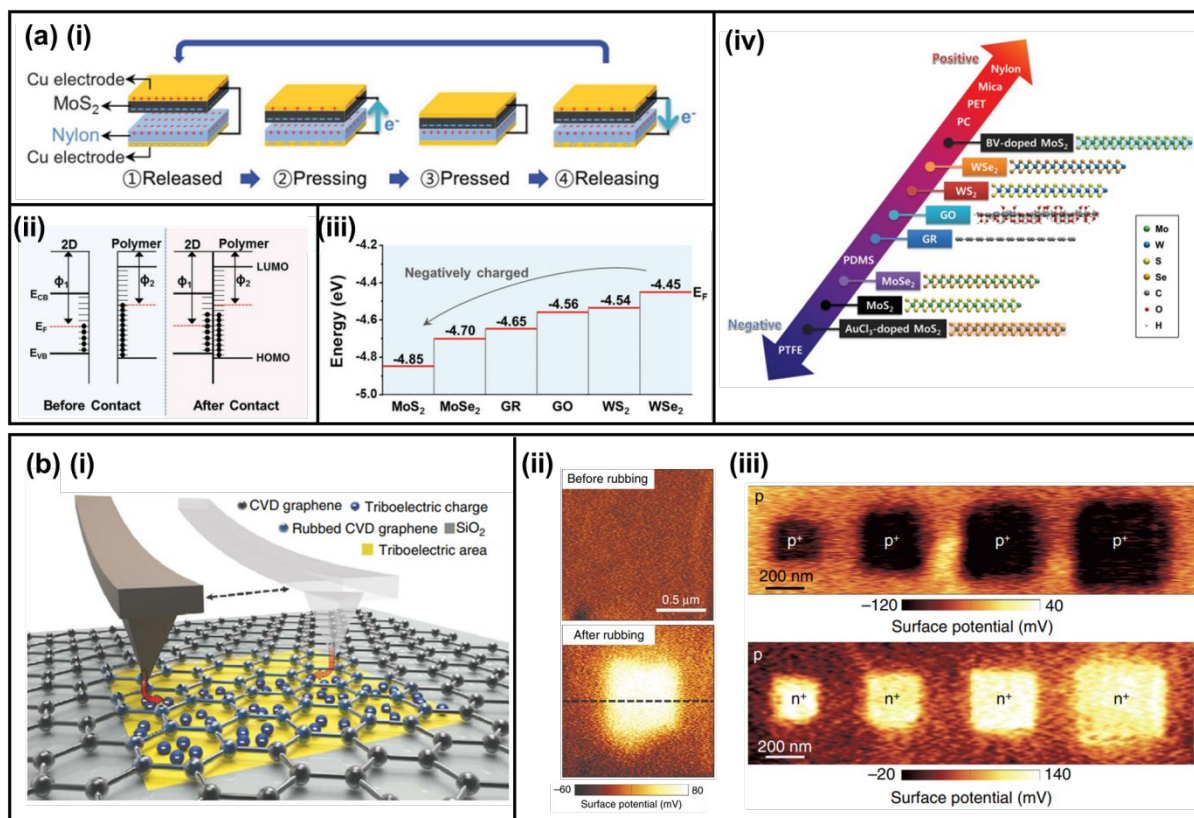 (a) (i)
Cu electrode
MoS₂
Nylon
Cu electrode
e⁻
e⁻
①Released
②Pressing
③Pressed
④Releasing
(ii)
2D
Polymer
2D
Polymer
ϕ₁
ϕ₂
ϕ₁
ϕ₂
LUMO
E_CB
E_F
E_VB
HOMO
Before Contact
After Contact
(iii)
Energy (eV)
-4.2
-4.4
-4.6
-4.8
-5.0
Negatively charged
-4.85
-4.70
-4.65
-4.56
-4.54
-4.45
E_F
MoS₂
MoSe₂
GR
GO
WS₂
WSe₂
(iv)
Positive
Nylon
Mica
PET
PC
BV-doped MoS₂
WSe₂
WS₂
GO
GR
PDMS
MoSe₂
MoS₂
AuCl₃-doped MoS₂
PTFE
Negative
Mo
W
S
Se
C
O
H
(b) (i)
CVD graphene
Triboelectric charge
Rubbed CVD graphene
SiO₂
Triboelectric area
(ii)
Before rubbing
0.5 μm
After rubbing
−60
80
Surface potential (mV)
(iii)
p
p⁺
p⁺
p⁺
p⁺
200 nm
−120
40
Surface potential (mV)
p
n⁺
n⁺
n⁺
n⁺
200 nm
−20
140
Surface potential (mV)